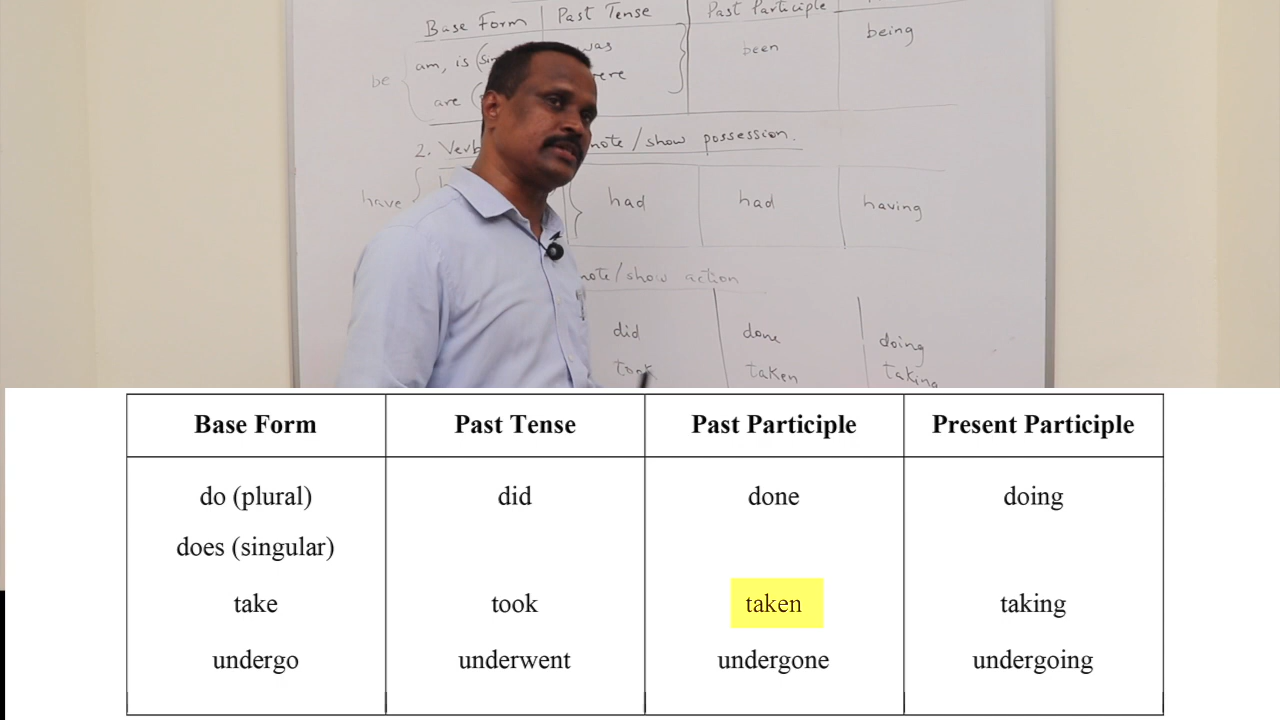 Base Form Past Tense Past Participle
be am, is was been being
are were
2. Verb note/show possession.
have had had having
note/show action
did done doing
took taken taking
Base Form Past Tense Past Participle Present Participle
do (plural) did done doing
does (singular)
take took taken taking
undergo underwent undergone undergoing